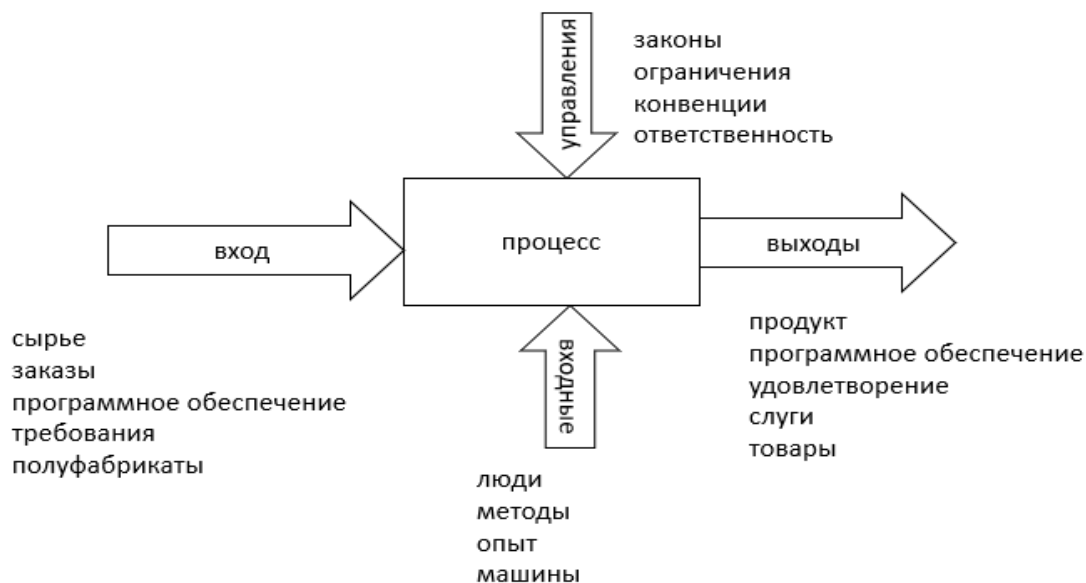 управления
законы
ограничения
конвенции
ответственность
вход
процесс
выходы
сырье
заказы
программное обеспечение
требования
полуфабрикаты
входные
продукт
программное обеспечение
удовлетворение
слуги
товары
люди
методы
опыт
машины